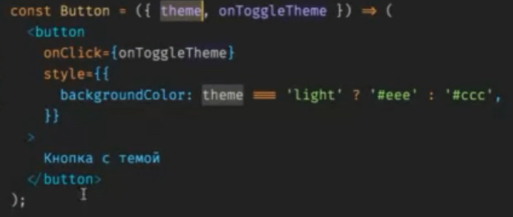 const Button = ({ theme, onToggleTheme }) => (
<button
onClick={onToggleTheme}
style={{
backgroundColor: theme === 'light' ? '#eee' : '#ccc',
}}
>
Кнопка с темой
</button>
);